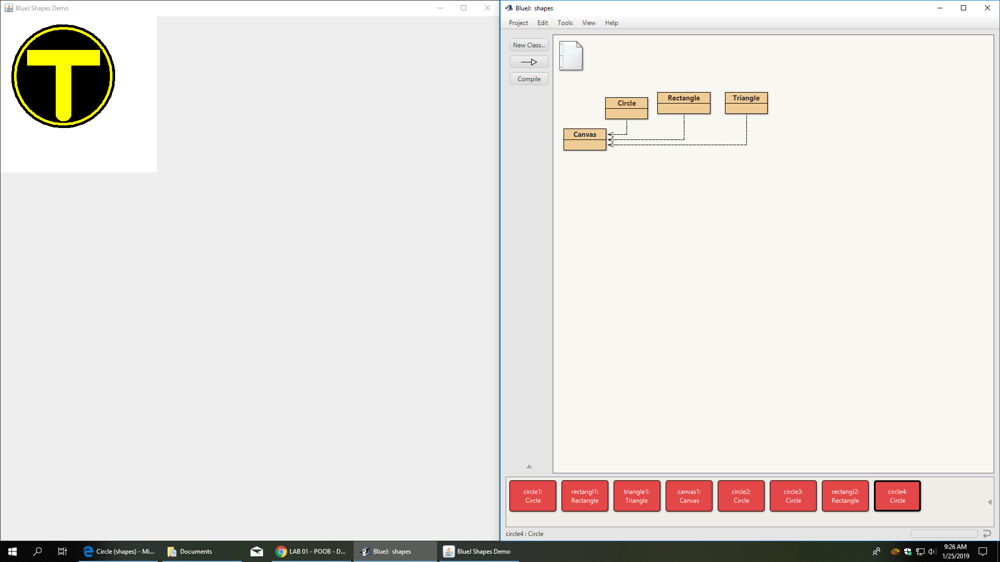 BlueJ Shapes Demo
T
BlueJ: shapes
Project Edit Tools View Help
New Class...
Compile
Circle
Rectangle
Triangle
Canvas
circle1:
Circle
rectangl1:
Rectangle
triangle1:
Triangle
canvas1:
Canvas
circle2:
Circle
circle3:
Circle
rectangl2:
Rectangle
circle4:
Circle
circle4 : Circle
Circle (shapes) - Mi...
Documents
LAB 01 - POOB - D...
BlueJ: shapes
BlueJ Shapes Demo
9:26 AM
1/25/2019